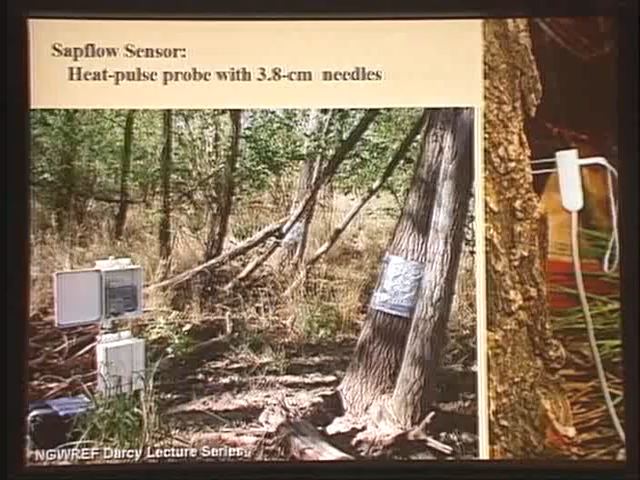 Sapflow Sensor:
Heat-pulse probe with 3.8-cm needles
NGWREF Darcy Lecture Series